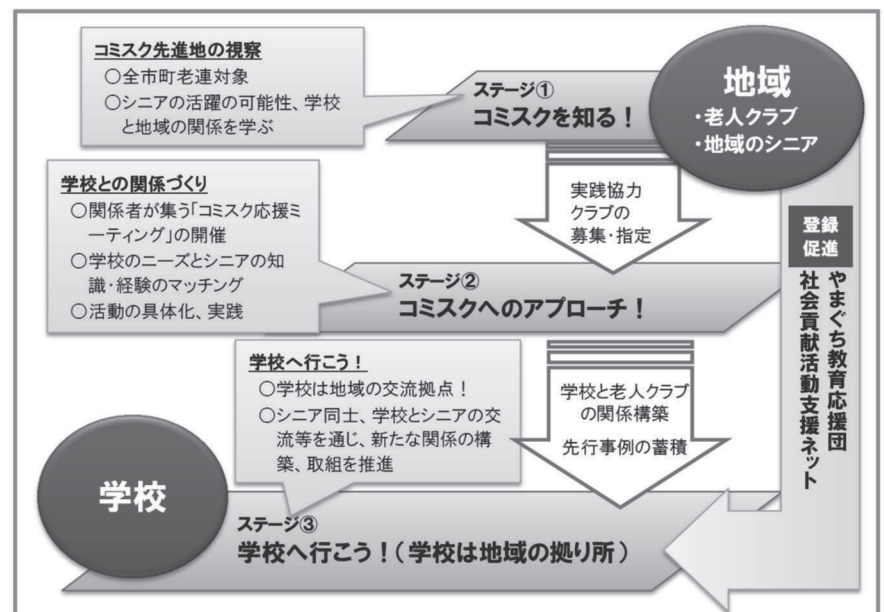 コミスク先進地の視察
○全市町老連対象
○シニアの活躍の可能性、学校
と地域の関係を学ぶ
ステージ①
コミスクを知る！
地域
・老人クラブ
・地域のシニア
実践協力
クラブの
募集・指定
学校との関係づくり
○関係者が集う「コミスク応援ミ
ーティング」の開催
○学校のニーズとシニアの知
識・経験のマッチング
○活動の具体化、実践
ステージ②
コミスクへのアプローチ！
登録
促進
やまぐち教育応援団
社会貢献活動支援ネット
学校へ行こう！
○学校は地域の交流拠点！
○シニア同士、学校とシニアの交
流等を通じ、新たな関係の構
築、取組を推進
学校と老人クラブ
の関係構築
先行事例の蓄積
学校
ステージ③
学校へ行こう！（学校は地域の拠り所）